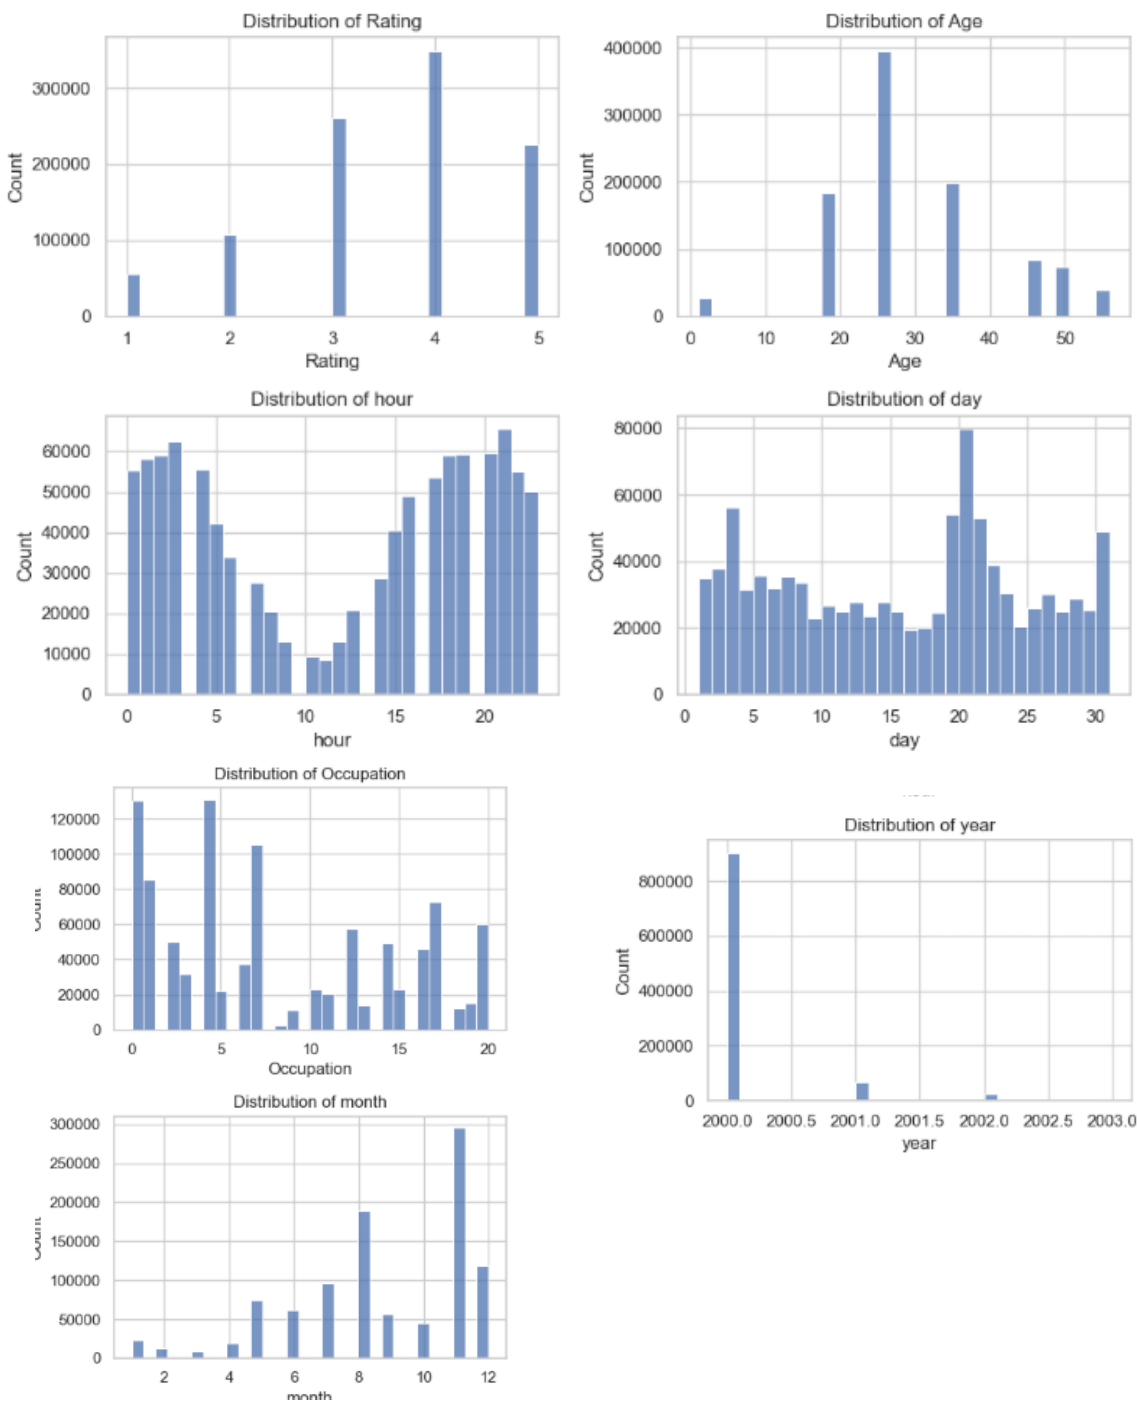 Distribution of Rating
300000
200000
100000
0
Count
1 2 3 4 5
Rating
Distribution of Age
400000
300000
200000
100000
0
Count
0 10 20 30 40 50
Age
Distribution of hour
60000
50000
40000
30000
20000
10000
0
Count
0 5 10 15 20
hour
Distribution of day
80000
60000
40000
20000
0
Count
0 5 10 15 20 25 30
day
Distribution of Occupation
120000
100000
80000
60000
40000
20000
0
Count
0 5 10 15 20
Occupation
Distribution of year
800000
600000
400000
200000
0
Count
2000.0 2000.5 2001.0 2001.5 2002.0 2002.5 2003.0
year
Distribution of month
300000
250000
200000
150000
100000
50000
0
Count
2 4 6 8 10 12
month